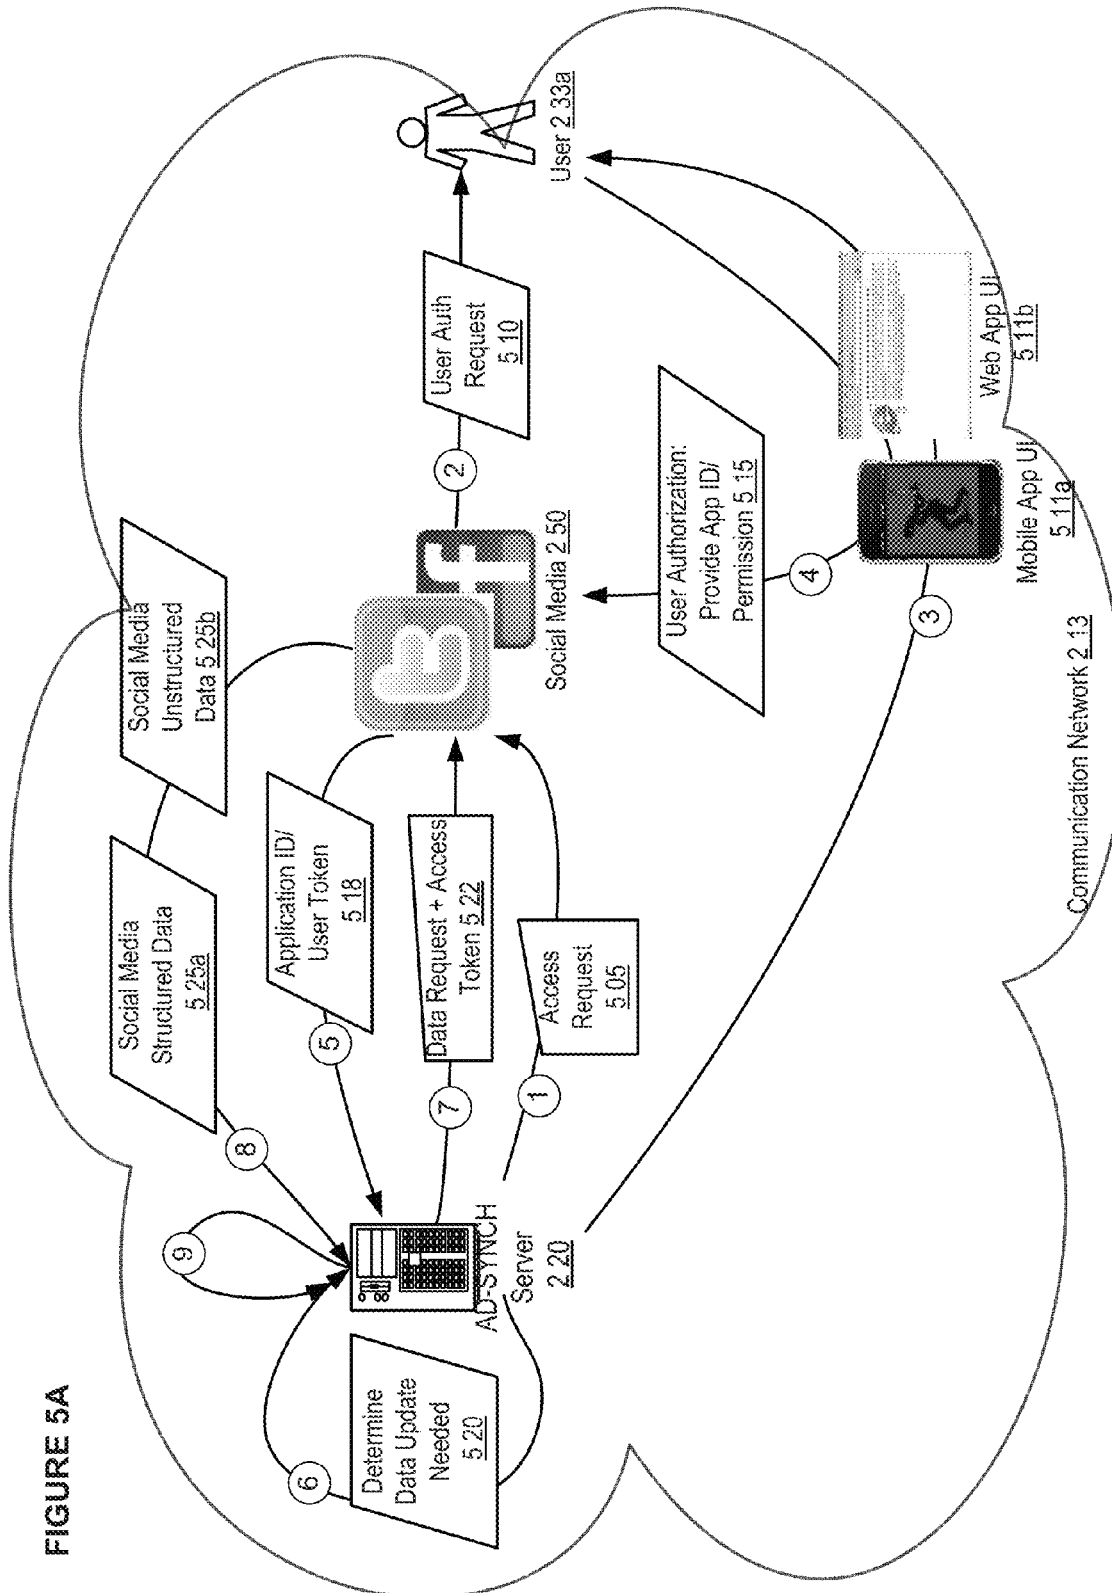 FIGURE 5A
Determine
Data Update
Needed
5 20
6
9
8
Social Media
Structured Data
5 25a
Social Media
Unstructured
Data 5 25b
5
Application ID/
User Token
5 18
AD-SYNCH
Server
2 20
7
Data Request + Access
Token 5 22
1
Access
Request
5 05
Social Media 2 50
f
2
User Auth
Request
5 10
User 2 33a
User Authorization:
Provide App ID/
Permission 5 15
4
3
Mobile App UI
5 11a
Web App UI
5 11b
Communication Network 2 13